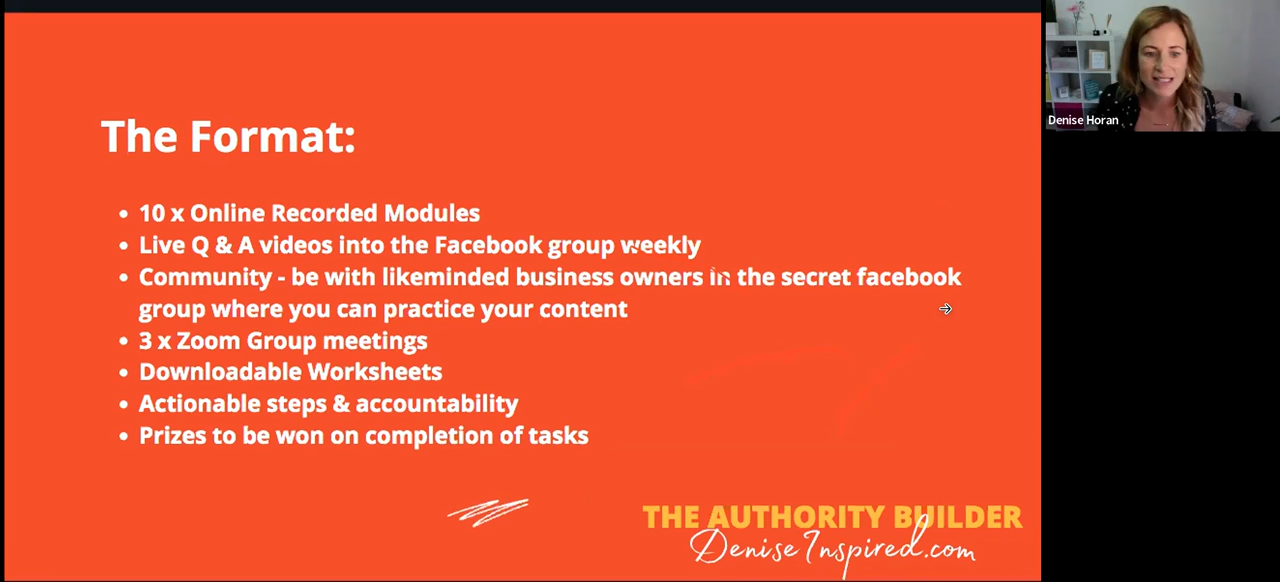 The Format:
10 x Online Recorded Modules
Live Q & A videos into the Facebook group weekly
Community - be with likeminded business owners in the secret facebook
group where you can practice your content
3 x Zoom Group meetings
Downloadable Worksheets
Actionable steps & accountability
Prizes to be won on completion of tasks
THE AUTHORITY BUILDER
DeniseInspired.com
Denise Horan